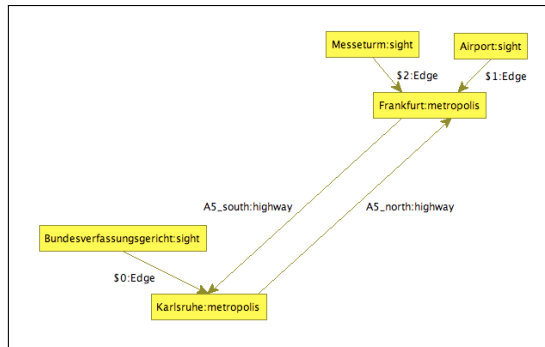 Messeturm:sight
Airport:sight
$2:Edge
$1:Edge
Frankfurt:metropolis
A5_south:highway
A5_north:highway
Bundesverfassungsgericht:sight
$0:Edge
Karlsruhe:metropolis